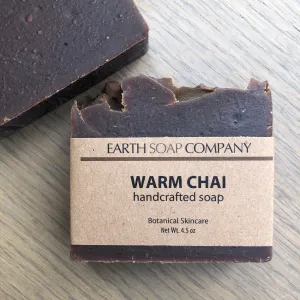 EARTH SOAP COMPANY
WARM CHAI
handcrafted soap
Botanical Skincare
Net Wt. 4.5 oz